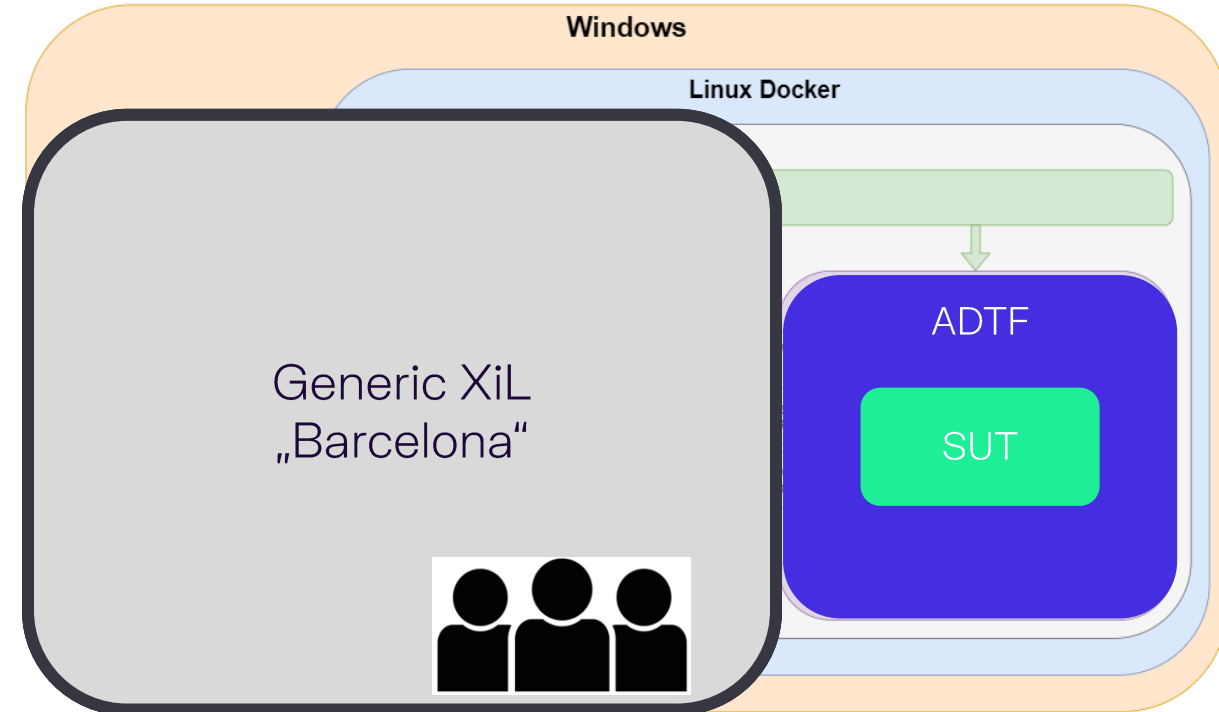 Windows
Linux Docker
Generic XiL
„Barcelona“
ADTF
SUT